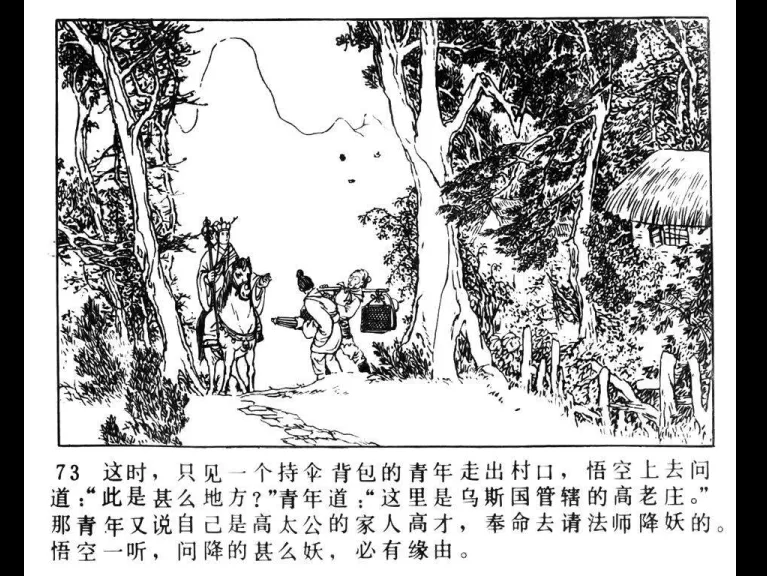 73 这时，只见一个持伞背包的青年走出村口，悟空上去问
道：“此是甚么地方？”青年道：“这里是乌斯国管辖的高老庄。”
那青年又说自己是高太公的家人高才，奉命去请法师降妖的。
悟空一听，问降的甚么妖，必有缘由。